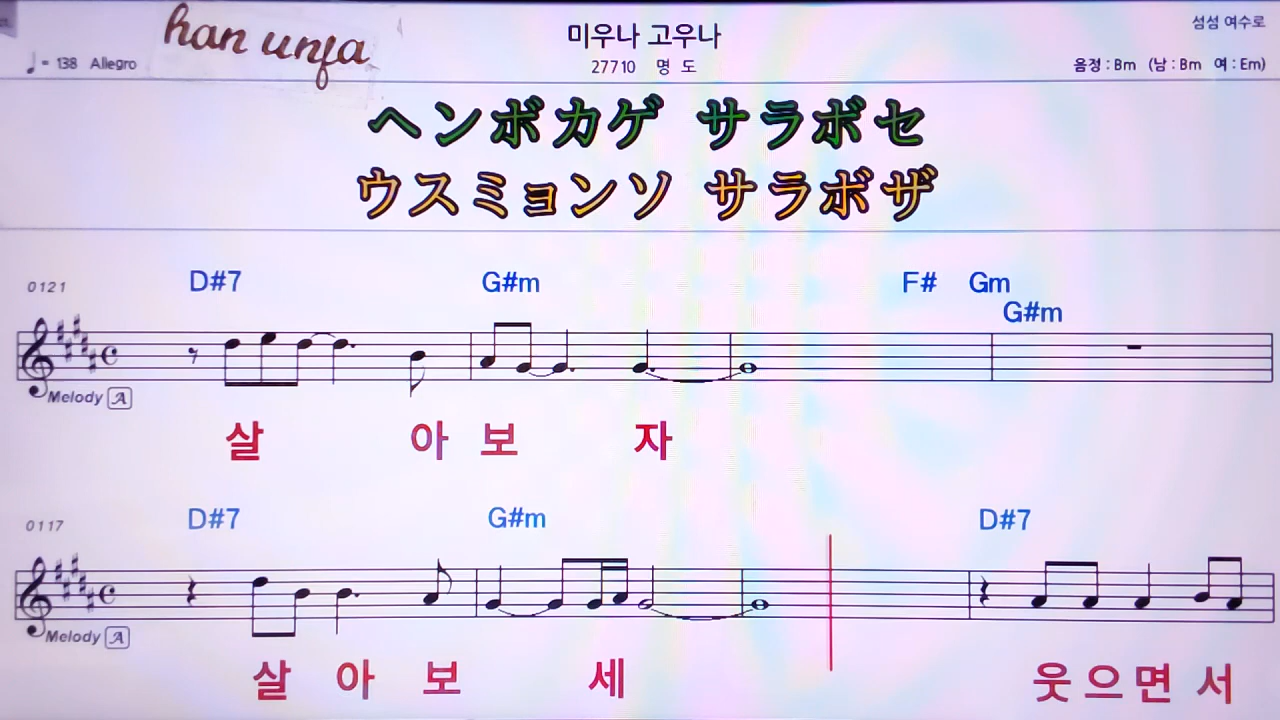 han unja
미우나 고우나
섬섬 여수로
♩= 138 Allegro
27710 명 도
음정 : Bm (남 : Bm 여 : Em)
ヘンボカゲ サラボセ
ウスミョンソ サラボザ
0121
D#7 G#m F# Gm
G#m
Melody A
살 아 보 자
0117
D#7 G#m D#7
Melody A
살 아 보 세 웃 으 면 서